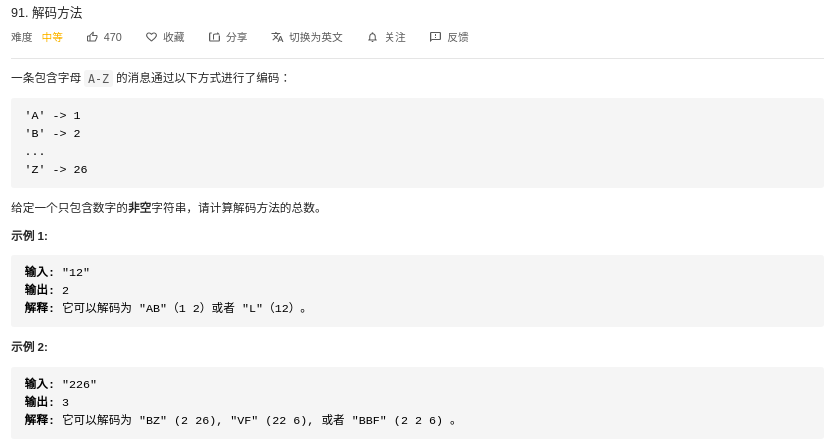 91. 解码方法
难度 中等 470 收藏 分享 切换为英文 关注 反馈
一条包含字母 A-Z 的消息通过以下方式进行了编码：
'A' -> 1
'B' -> 2
...
'Z' -> 26
给定一个只包含数字的非空字符串，请计算解码方法的总数。
示例 1:
输入: "12"
输出: 2
解释: 它可以解码为 "AB"（1 2）或者 "L"（12）。
示例 2:
输入: "226"
输出: 3
解释: 它可以解码为 "BZ" (2 26), "VF" (22 6), 或者 "BBF" (2 2 6) 。